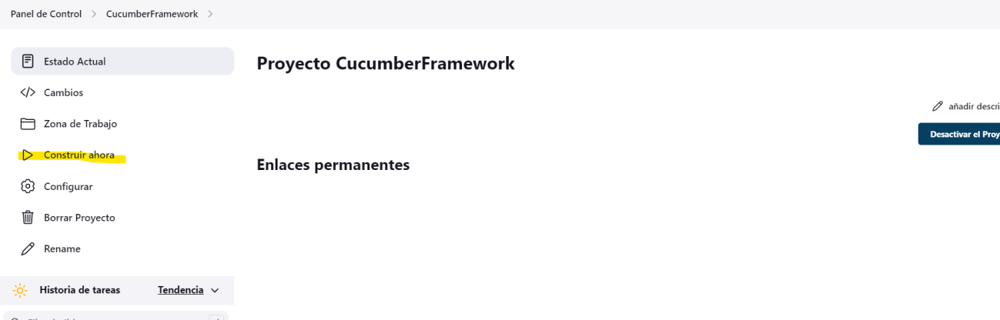 Panel de Control > CucumberFramework >
Estado Actual
Cambios
Zona de Trabajo
Construir ahora
Configurar
Borrar Proyecto
Rename
Historia de tareas Tendencia
Proyecto CucumberFramework
añadir descri
Desactivar el Proy
Enlaces permanentes